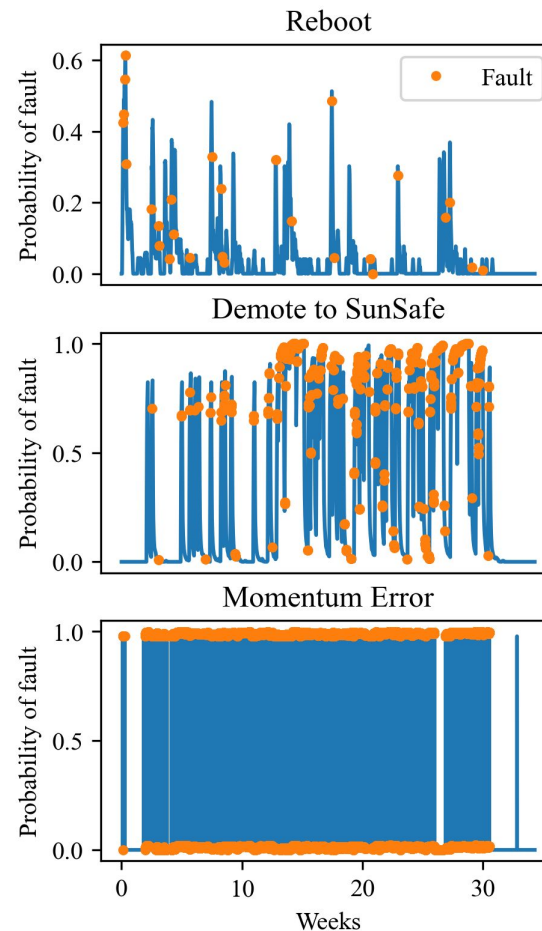 Reboot
Probability of fault
0.6
0.4
0.2
0.0
Fault
Demote to SunSafe
Probability of fault
1.0
0.5
0.0
Momentum Error
Probability of fault
1.0
0.5
0.0
0 10 20 30
Weeks